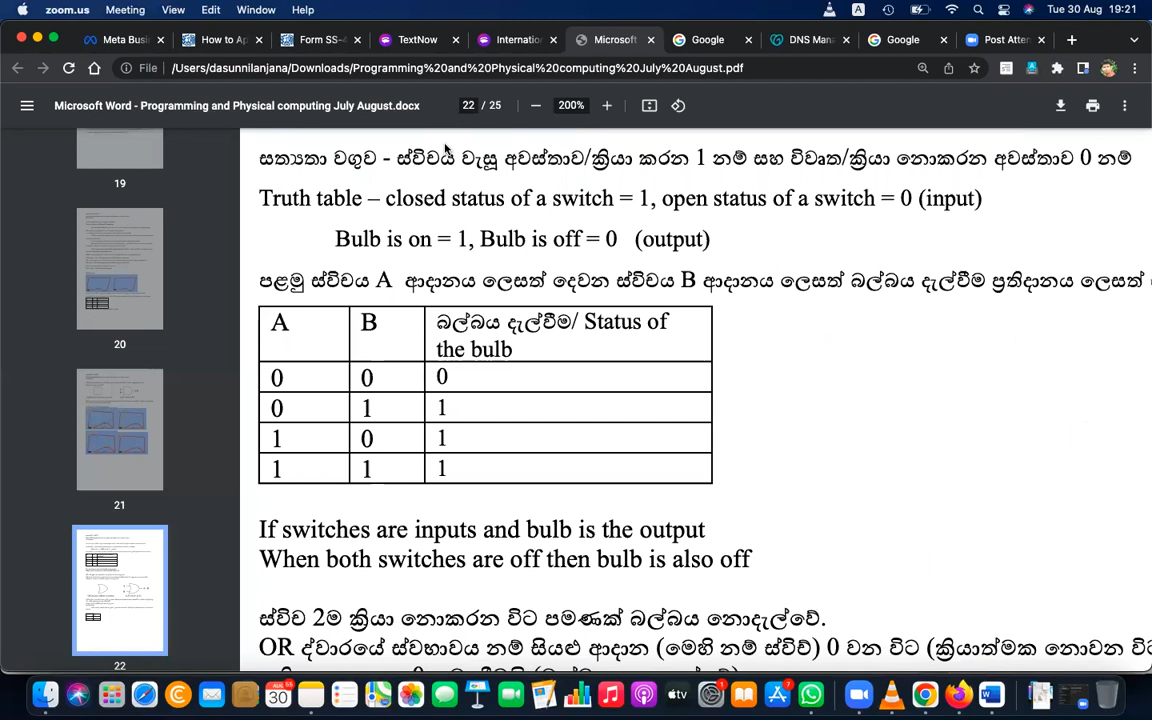 zoom.us Meeting View Edit Window Help A Tue 30 Aug 19:21
Meta Busi How to Ap Form SS-4 TextNow Internatio Microsoft Google DNS Mana Google Post Atten
File /Users/dasunnilanjana/Downloads/Programming%20and%20Physical%20computing%20July%20August.pdf
Microsoft Word - Programming and Physical computing July August.docx 22 / 25 200%
19
20
21
22
සත්‍යතා වගුව - ස්විචය වැසූ අවස්තාව/ක්‍රියා කරන 1 නම් සහ විවෘත/ක්‍රියා නොකරන අවස්තාව 0 නම්
Truth table – closed status of a switch = 1, open status of a switch = 0 (input)
Bulb is on = 1, Bulb is off = 0 (output)
පළමු ස්විචය A ආදානය ලෙසත් දෙවන ස්විචය B ආදානය ලෙසත් බල්බය දැල්වීම ප්‍රතිදානය ලෙසත්
A B බල්බය දැල්වීම/ Status of
the bulb
0 0 0
0 1 1
1 0 1
1 1 1
If switches are inputs and bulb is the output
When both switches are off then bulb is also off
ස්විච 2ම ක්‍රියා නොකරන විට පමණක් බල්බය නොදැල්වේ.
OR ද්වාරයේ ස්වභාවය නම් සියළු ආදාන (මෙහි නම් ස්විච්) 0 වන විට (ක්‍රියාත්මක නොවන විට
AUG 30
tv